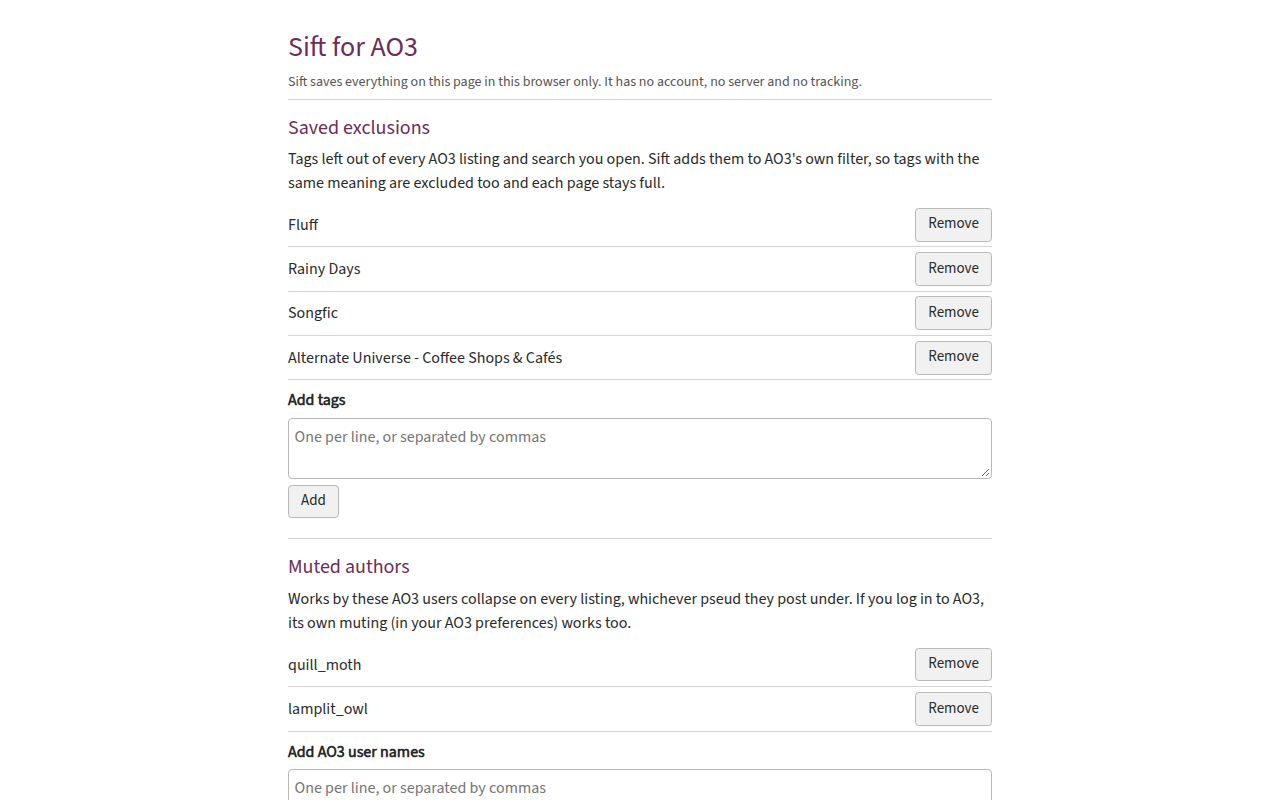 Sift for AO3
Sift saves everything on this page in this browser only. It has no account, no server and no tracking.
Saved exclusions
Tags left out of every AO3 listing and search you open. Sift adds them to AO3's own filter, so tags with the
same meaning are excluded too and each page stays full.
Fluff
Remove
Rainy Days
Remove
Songfic
Remove
Alternate Universe - Coffee Shops & Cafés
Remove
Add tags
One per line, or separated by commas
Add
Muted authors
Works by these AO3 users collapse on every listing, whichever pseud they post under. If you log in to AO3,
its own muting (in your AO3 preferences) works too.
quill_moth
Remove
lamplit_owl
Remove
Add AO3 user names
One per line, or separated by commas